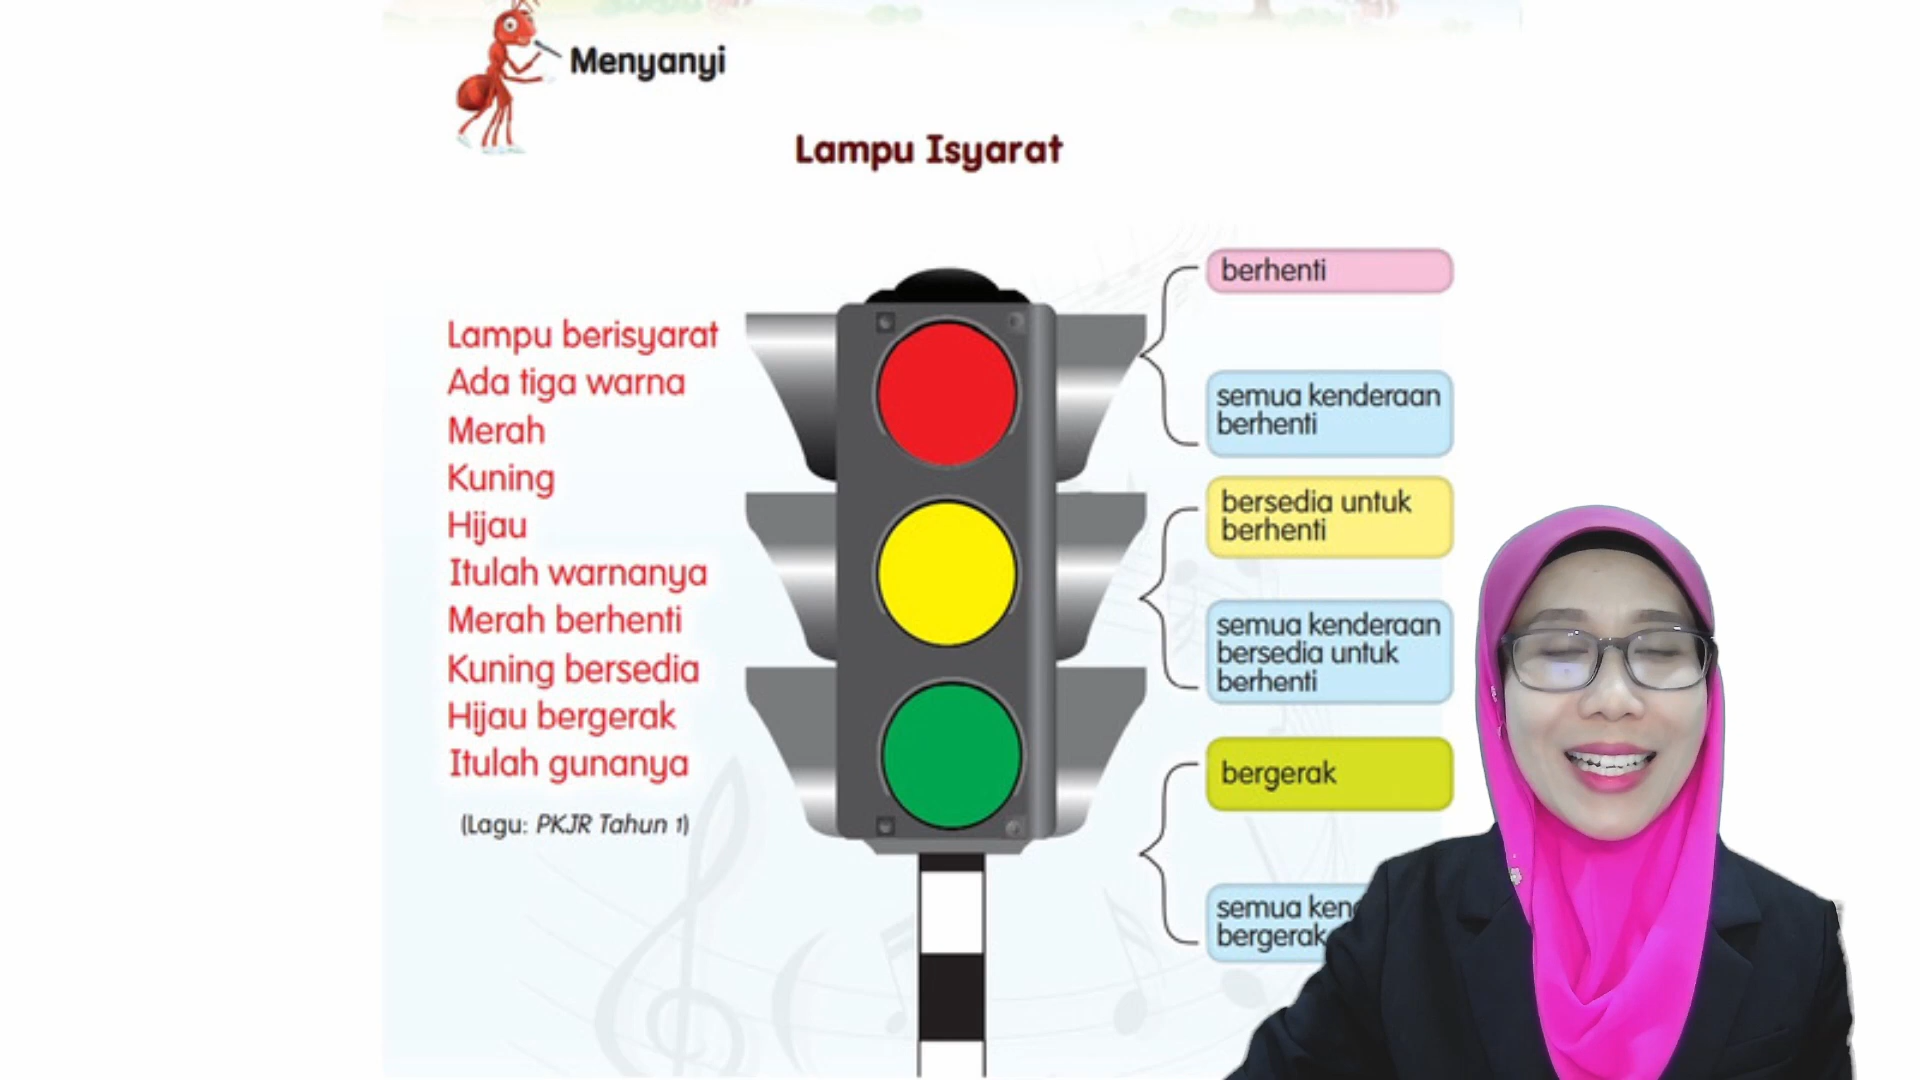 Menyanyi
Lampu Isyarat
Lampu berisyarat
Ada tiga warna
Merah
Kuning
Hijau
Itulah warnanya
Merah berhenti
Kuning bersedia
Hijau bergerak
Itulah gunanya
(Lagu: PKJR Tahun 1)
berhenti
semua kenderaan
berhenti
bersedia untuk
berhenti
semua kenderaan
bersedia untuk
berhenti
bergerak
semua
bergerak